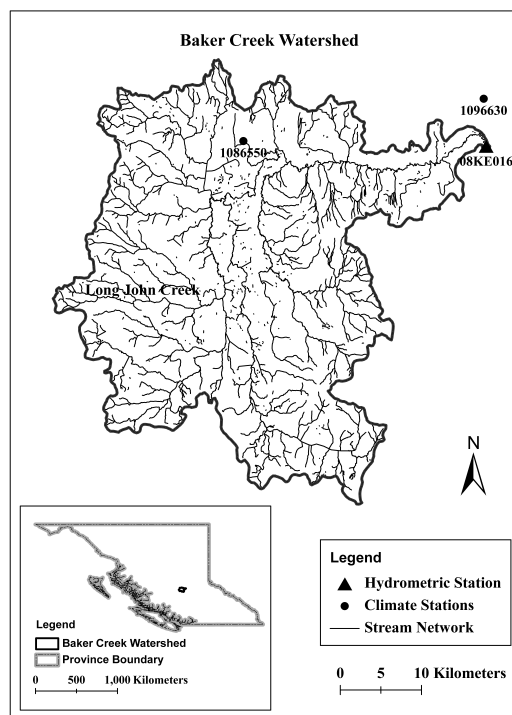 Baker Creek Watershed
1096630
1086550
08KE016
Long John Creek
N
Legend
Hydrometric Station
Climate Stations
Stream Network
0 5 10 Kilometers
Legend
Baker Creek Watershed
Province Boundary
0 500 1,000 Kilometers